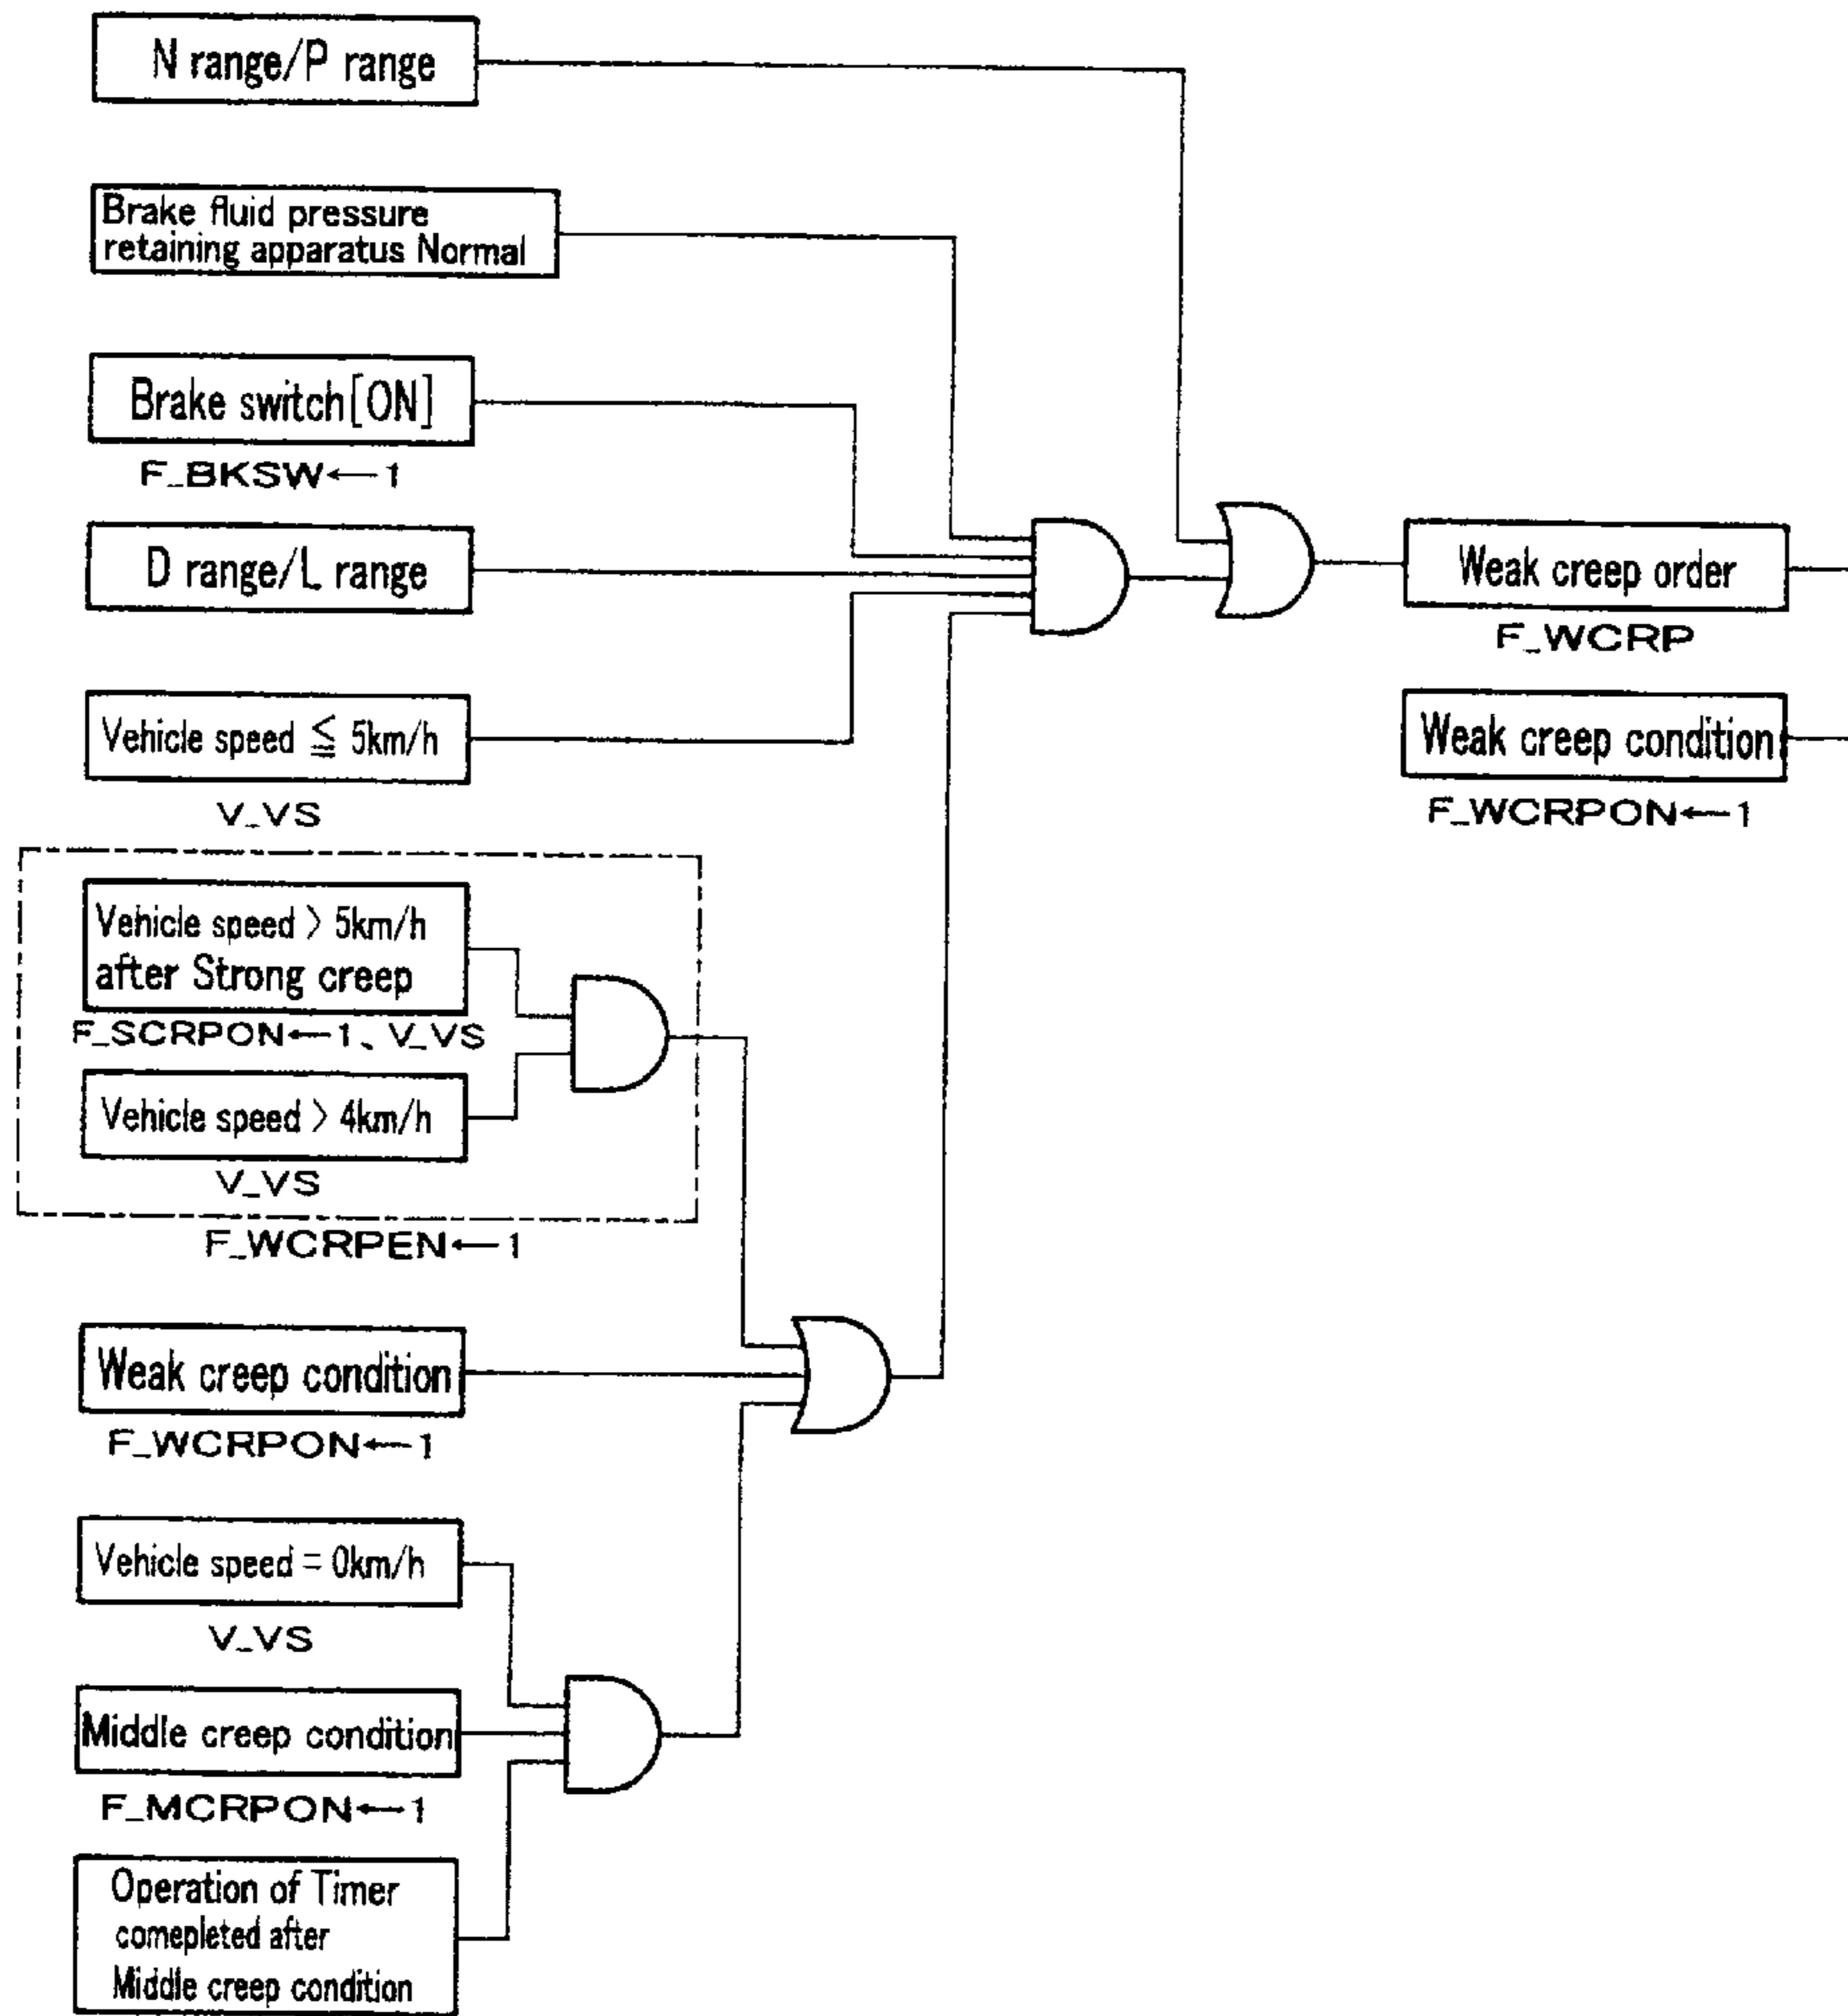 N range/P range
Brake fluid pressure
retaining apparatus Normal
Brake switch[ON]
F_BKSW←1
D range/L range
Weak creep order
F_WCRP
Vehicle speed ≦ 5km/h
V_VS
Weak creep condition
F_WCRPON←1
Vehicle speed > 5km/h
after Strong creep
F_SCRPON←1、V_VS
Vehicle speed > 4km/h
V_VS
F_WCRPEN←1
Weak creep condition
F_WCRPON←1
Vehicle speed = 0km/h
V_VS
Middle creep condition
F_MCRPON←1
Operation of Timer
comepleted after
Middle creep condition